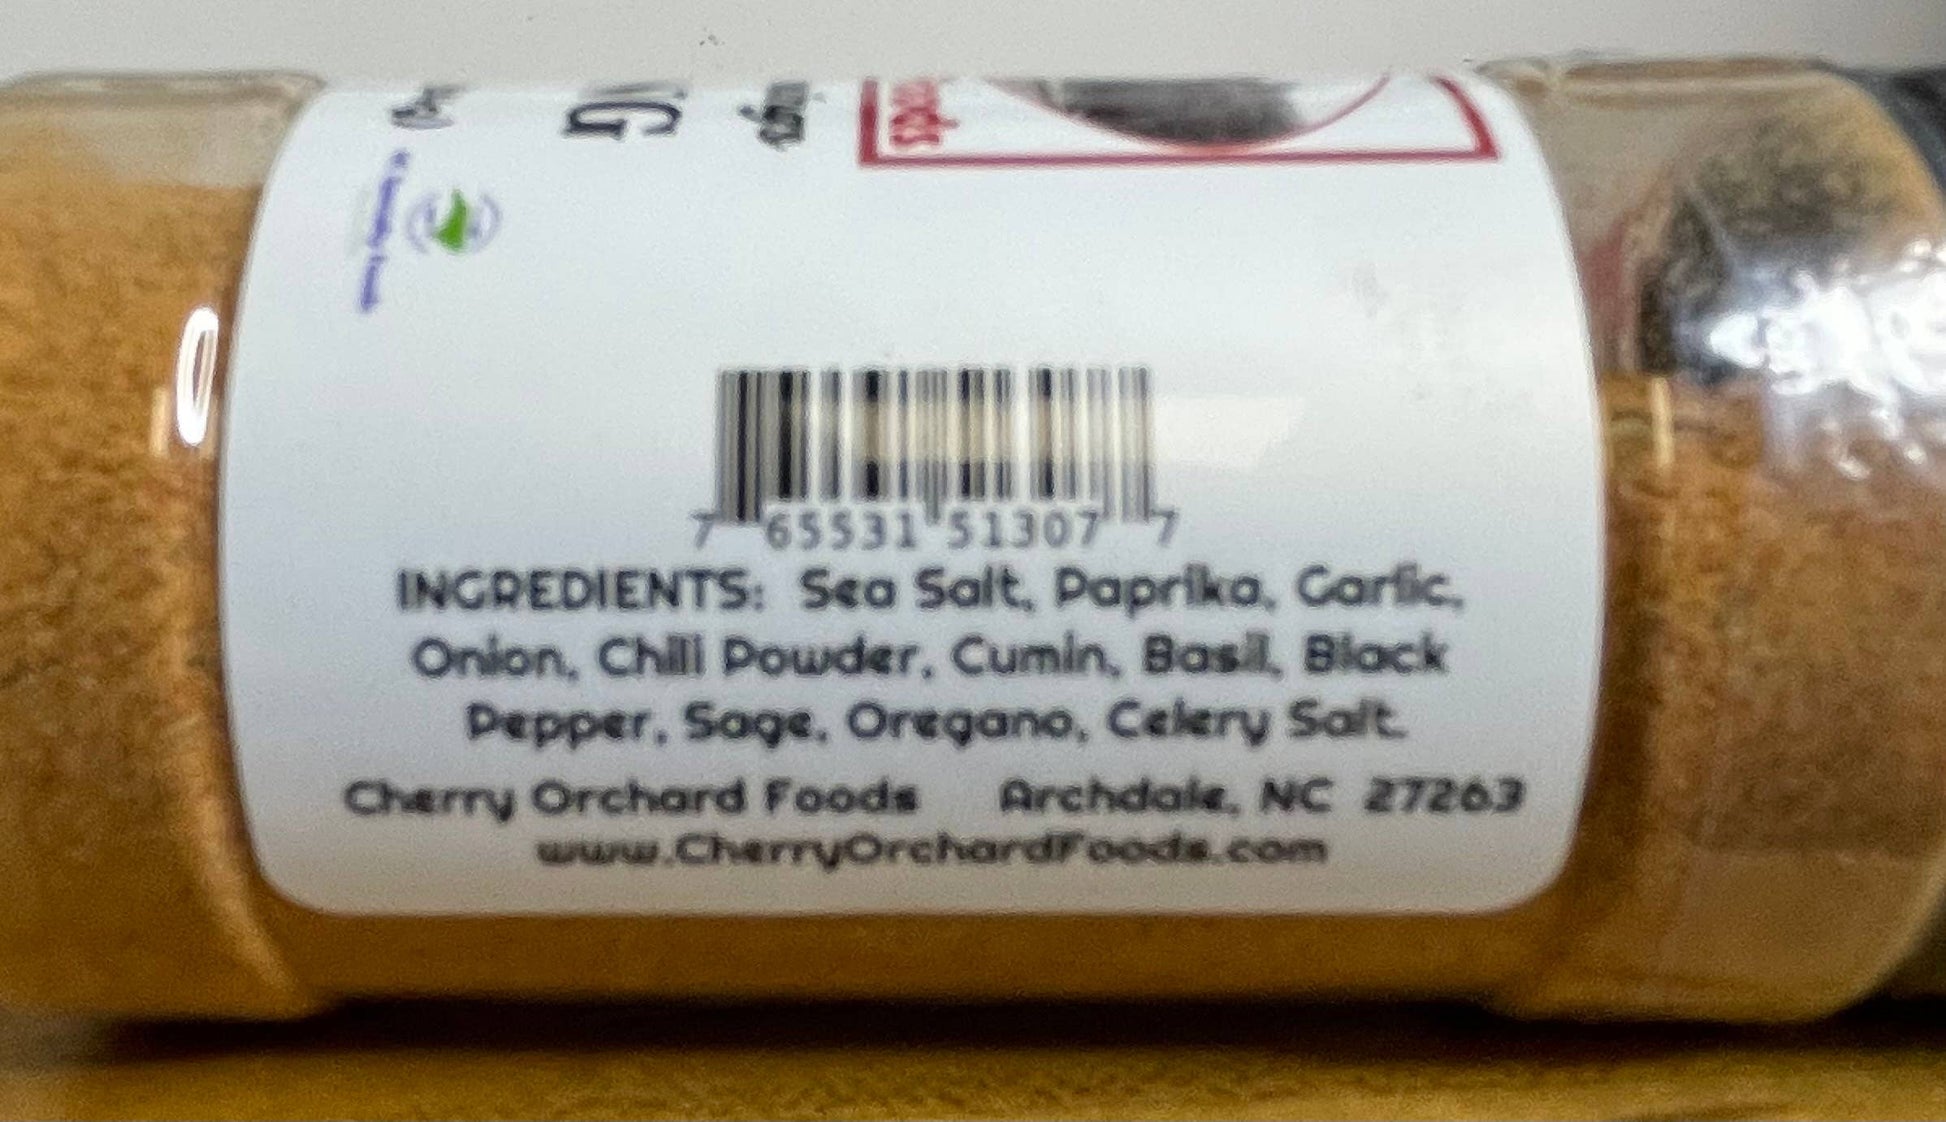 7 65531 51307 7
INGREDIENTS: Sea Salt, Paprika, Garlic,
Onion, Chili Powder, Cumin, Basil, Black
Pepper, Sage, Oregano, Celery Salt.
Cherry Orchard Foods Archdale, NC 27263
www.CherryOrchardFoods.com